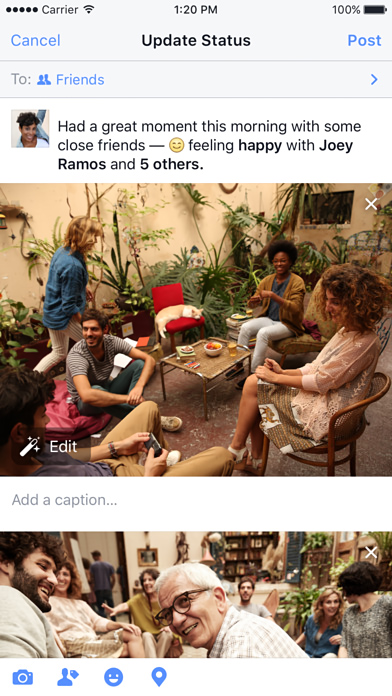 Carrier 1:20 PM 100%
Cancel Update Status Post
To: Friends
Had a great moment this morning with some
close friends — 😊 feeling happy with Joey
Ramos and 5 others.
Edit
Add a caption...